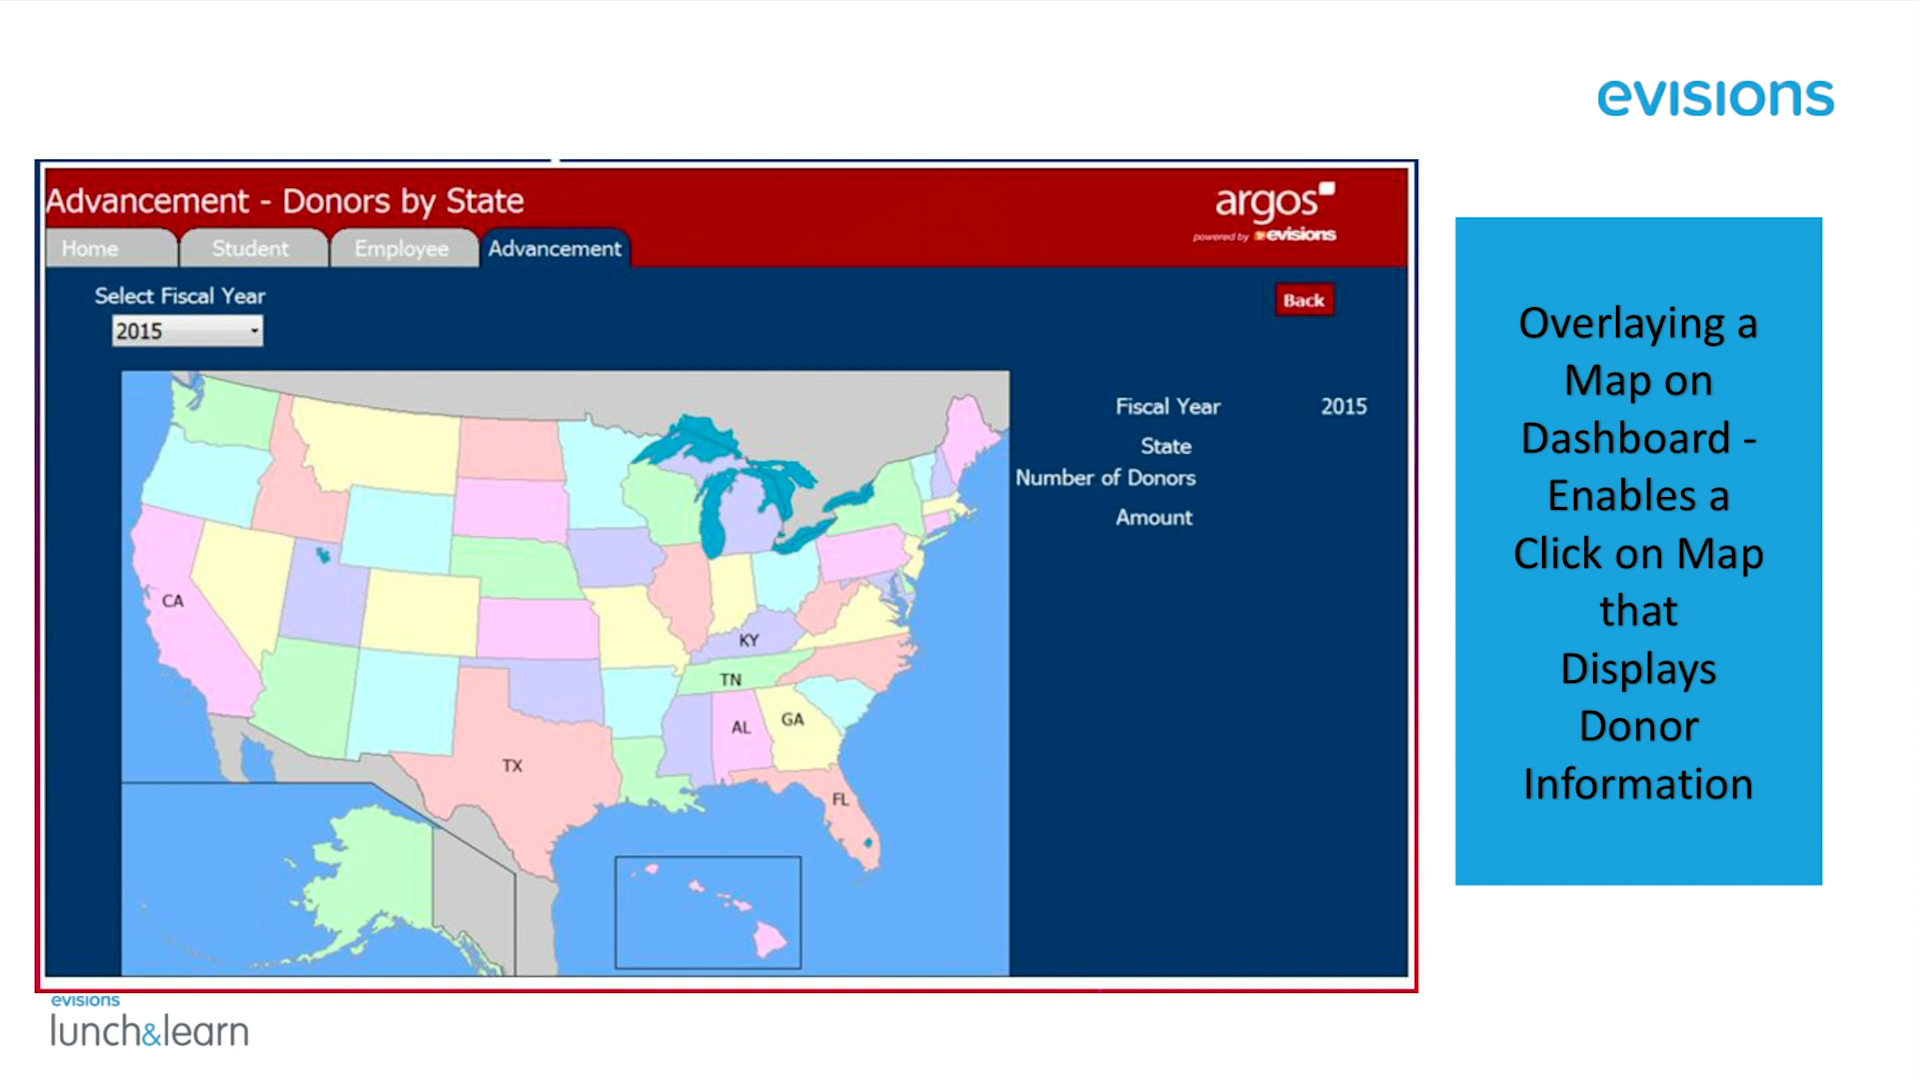 evisions
Advancement - Donors by State
argos
powered by evisions
Home
Student
Employee
Advancement
Select Fiscal Year
2015
Back
Fiscal Year 2015
State
Number of Donors
Amount
CA
KY
TN
AL
GA
TX
FL
Overlaying a
Map on
Dashboard -
Enables a
Click on Map
that
Displays
Donor
Information
evisions
lunch&learn